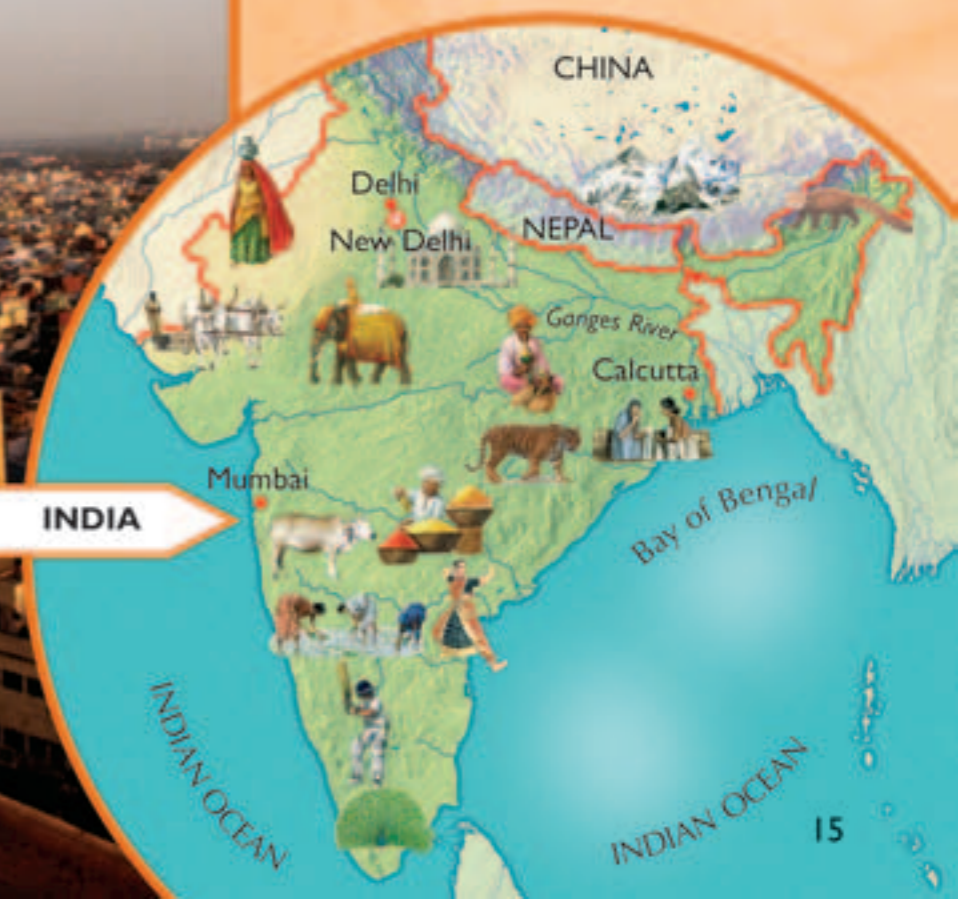 CHINA
Delhi
New Delhi
NEPAL
Ganges River
Calcutta
Mumbai
INDIA
Bay of Bengal
INDIAN OCEAN
INDIAN OCEAN
15